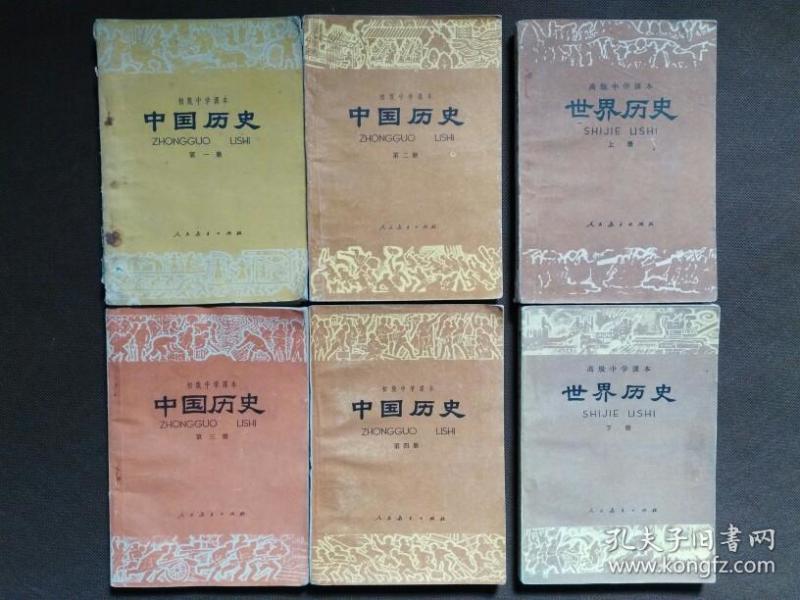 初级中学课本
中国历史
ZHONGGUO LISHI
第一册
人民教育出版社
初级中学课本
中国历史
ZHONGGUO LISHI
第二册
人民教育出版社
高级中学课本
世界历史
SHIJIE LISHI
上册
人民教育出版社
初级中学课本
中国历史
ZHONGGUO LISHI
第三册
人民教育出版社
初级中学课本
中国历史
ZHONGGUO LISHI
第四册
人民教育出版社
高级中学课本
世界历史
SHIJIE LISHI
下册
人民教育出版社
孔夫子旧书网
www.kongfz.com